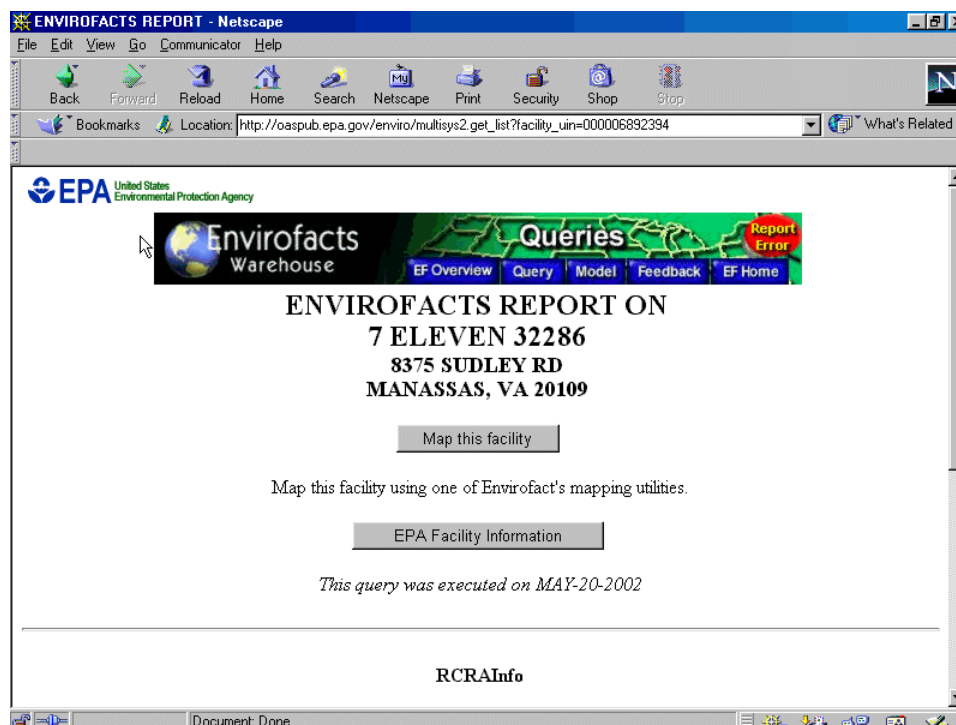 ENVIROFACTS REPORT - Netscape
File Edit View Go Communicator Help
Back Forward Reload Home Search Netscape Print Security Shop Stop
My
N
Bookmarks Location: http://oaspub.epa.gov/enviro/multisys2.get_list?facility_uin=000006892394 What's Related
EPA United States
Environmental Protection Agency
Envirofacts
Warehouse
Queries
Report
Error
EF Overview Query Model Feedback EF Home
ENVIROFACTS REPORT ON
7 ELEVEN 32286
8375 SUDLEY RD
MANASSAS, VA 20109
Map this facility
Map this facility using one of Envirofact's mapping utilities.
EPA Facility Information
This query was executed on MAY-20-2002
RCRAInfo
Document: Done